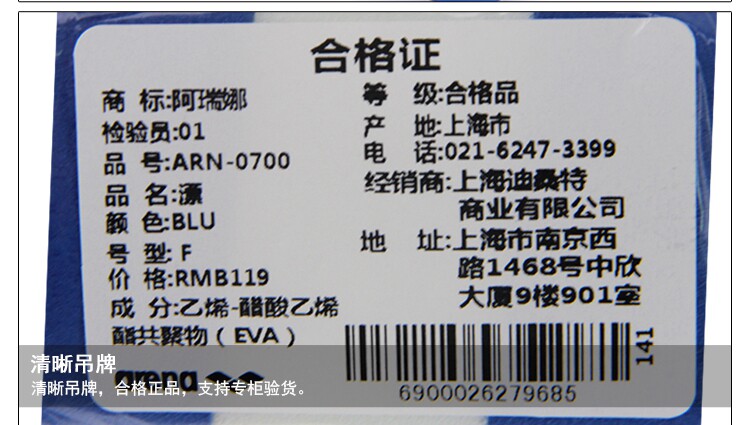 合格证
商 标:阿瑞娜
检验员:01
品 号:ARN-0700
品 名:漂
颜 色:BLU
号 型: F
价 格:RMB119
成 分:乙烯-醋酸乙烯
酯共聚物（EVA）
等 级:合格品
产 地:上海市
电 话:021-6247-3399
经销商:上海迪桑特
商业有限公司
地 址:上海市南京西
路1468号中欣
大厦9楼901室
141
6900026279685
arena
清晰吊牌
清晰吊牌，合格正品，支持专柜验货。